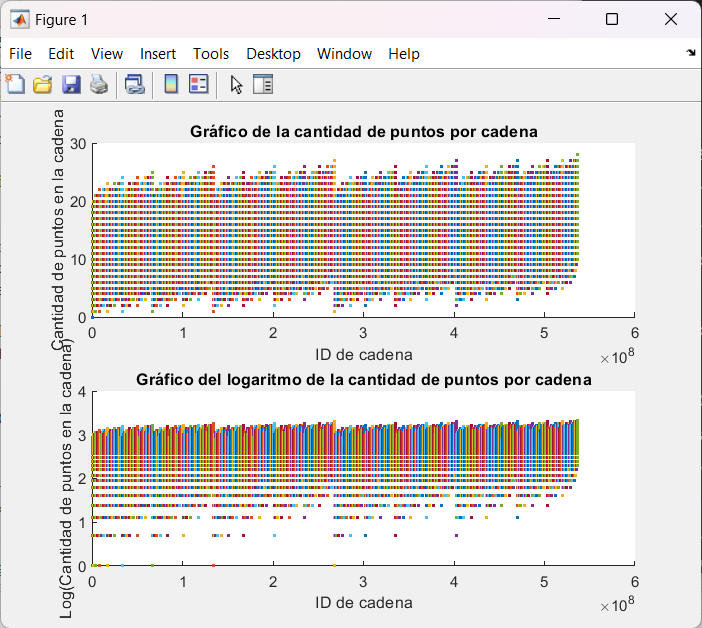 Figure 1
File Edit View Insert Tools Desktop Window Help
Gráfico de la cantidad de puntos por cadena
Cantidad de puntos en la cadena
30
20
10
0
0 1 2 3 4 5 6
×10^8
ID de cadena
Gráfico del logaritmo de la cantidad de puntos por cadena
Log(Cantidad de puntos en la cadena)
4
3
2
1
0
0 1 2 3 4 5 6
×10^8
ID de cadena